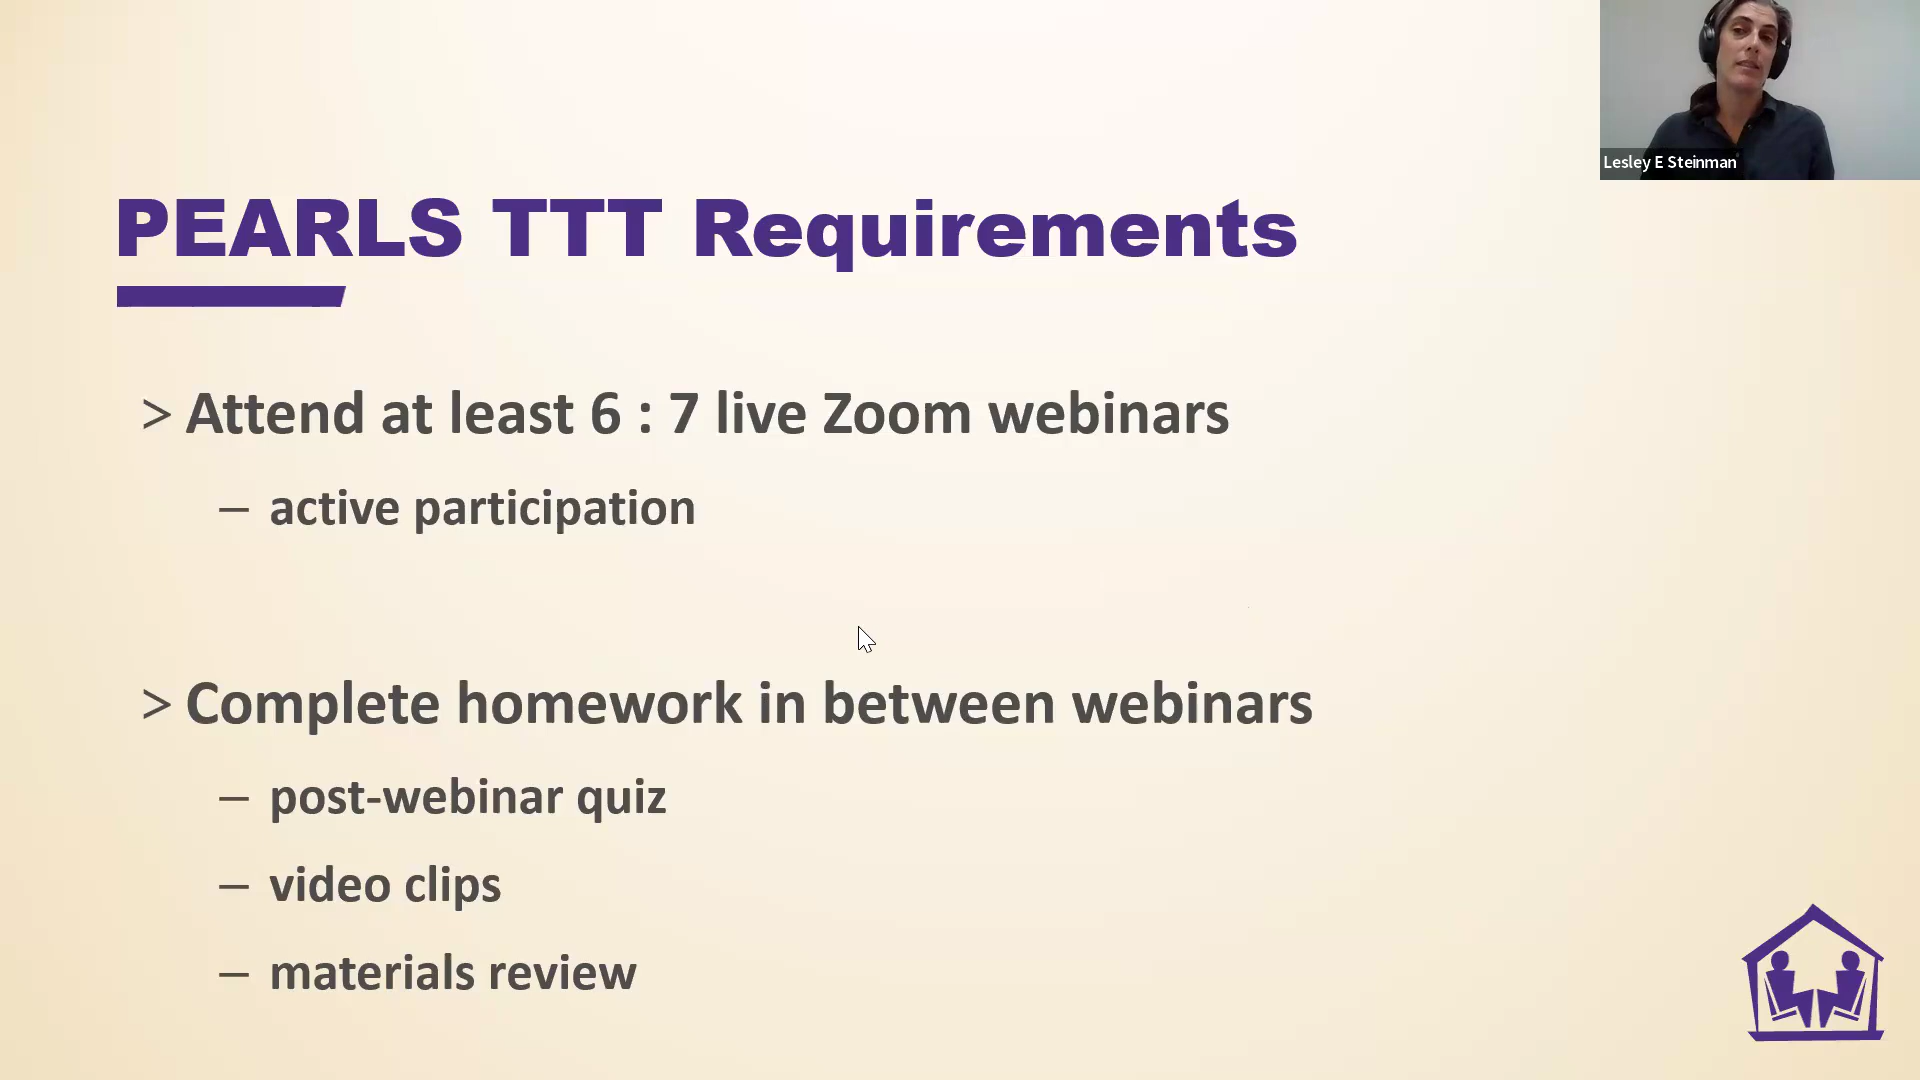 Lesley E Steinman
PEARLS TTT Requirements
> Attend at least 6 : 7 live Zoom webinars
– active participation
> Complete homework in between webinars
– post-webinar quiz
– video clips
– materials review